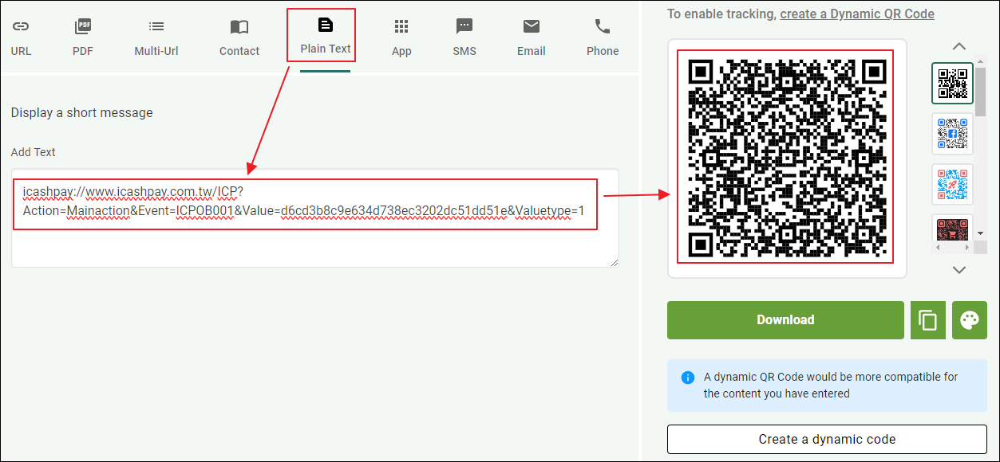 URL
PDF
PDF
Multi-Url
Contact
Plain Text
App
SMS
Email
Phone
Display a short message
Add Text
icashpay://www.icashpay.com.tw/ICP?
Action=Mainaction&Event=ICPOB001&Value=d6cd3b8c9e634d738ec3202dc51dd51e&Valuetype=1
To enable tracking, create a Dynamic QR Code
Download
A dynamic QR Code would be more compatible for
the content you have entered
Create a dynamic code